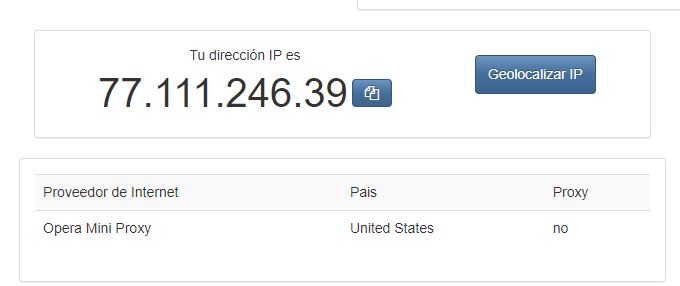 Tu dirección IP es
77.111.246.39
Geolocalizar IP
Proveedor de Internet Pais Proxy
Opera Mini Proxy United States no